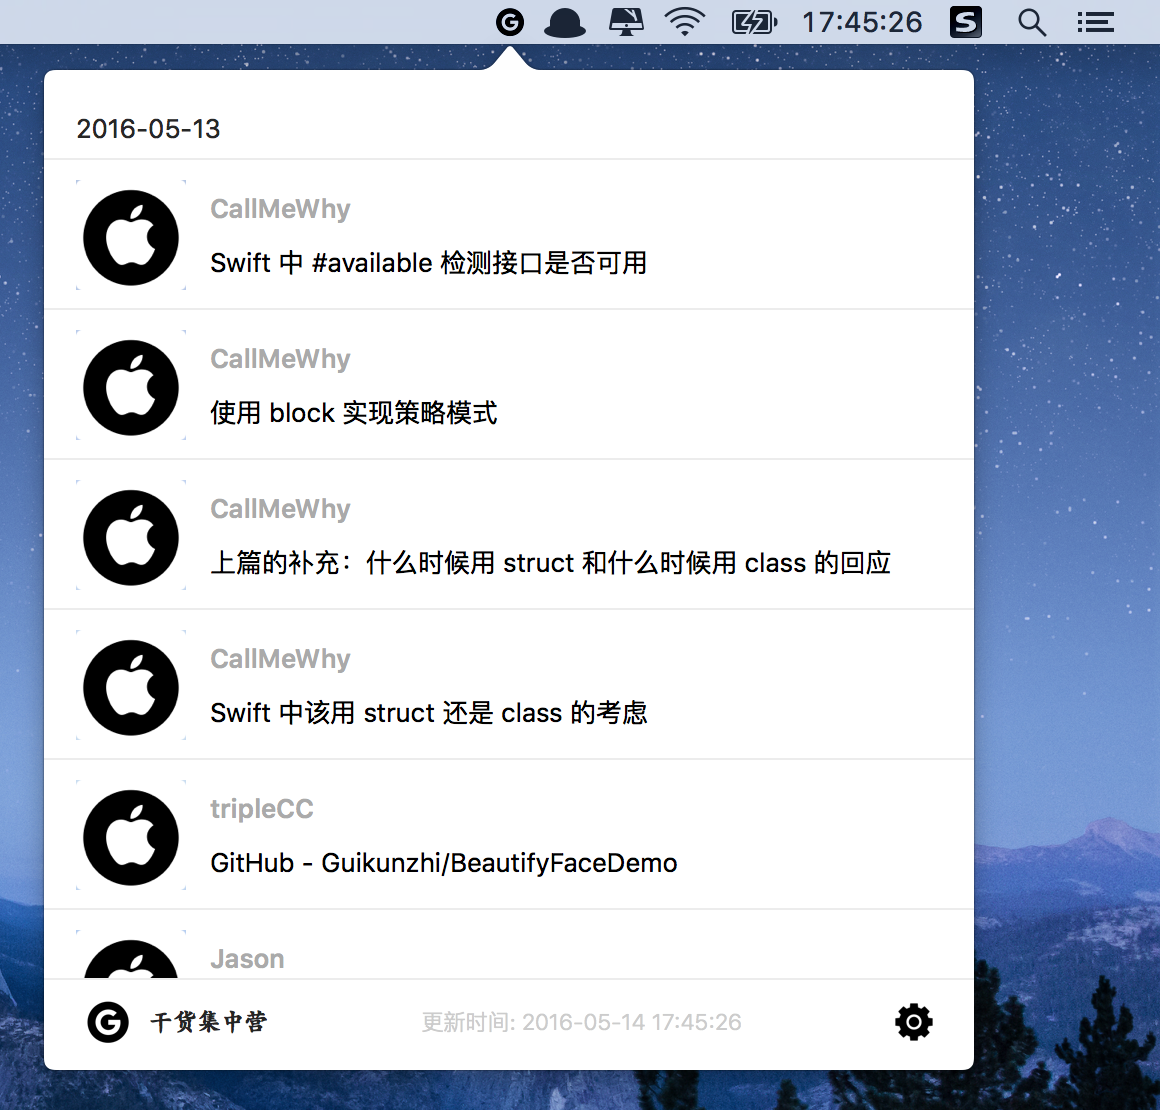 17:45:26
2016-05-13
CallMeWhy
Swift 中 #available 检测接口是否可用
CallMeWhy
使用 block 实现策略模式
CallMeWhy
上篇的补充：什么时候用 struct 和什么时候用 class 的回应
CallMeWhy
Swift 中该用 struct 还是 class 的考虑
tripleCC
GitHub - Guikunzhi/BeautifyFaceDemo
Jason
干货集中营
更新时间: 2016-05-14 17:45:26